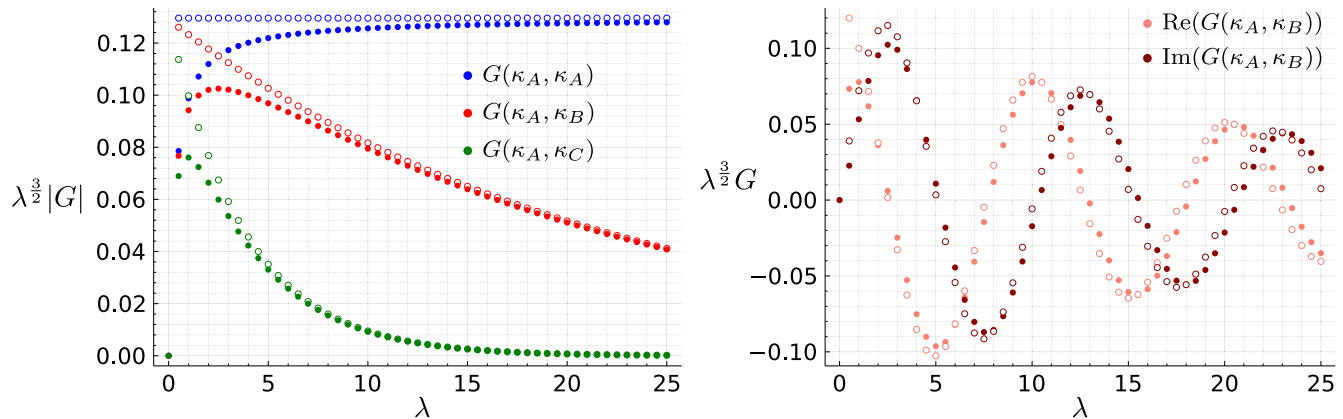 0.12
0.10
0.08
0.06
0.04
0.02
0.00
λ^{3/2}|G|
G(κ_A, κ_A)
G(κ_A, κ_B)
G(κ_A, κ_C)
0 5 10 15 20 25
λ
0.10
0.05
0.00
−0.05
−0.10
λ^{3/2}G
Re(G(κ_A, κ_B))
Im(G(κ_A, κ_B))
0 5 10 15 20 25
λ